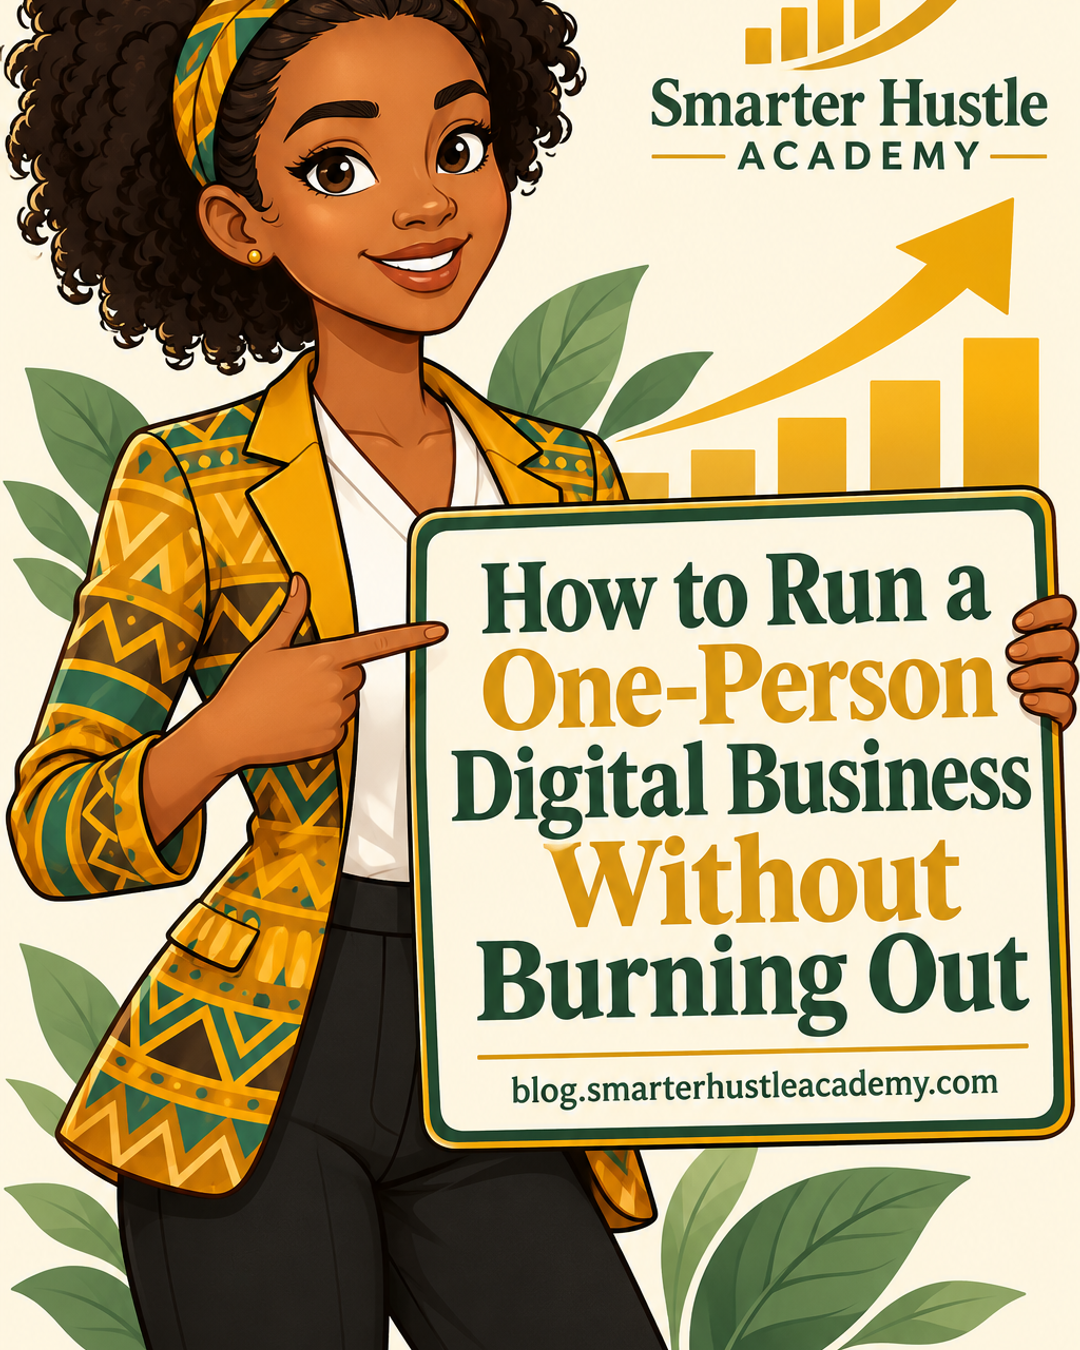 Smarter Hustle
ACADEMY
How to Run a
One-Person
Digital Business
Without
Burning Out
blog.smarterhustleacademy.com